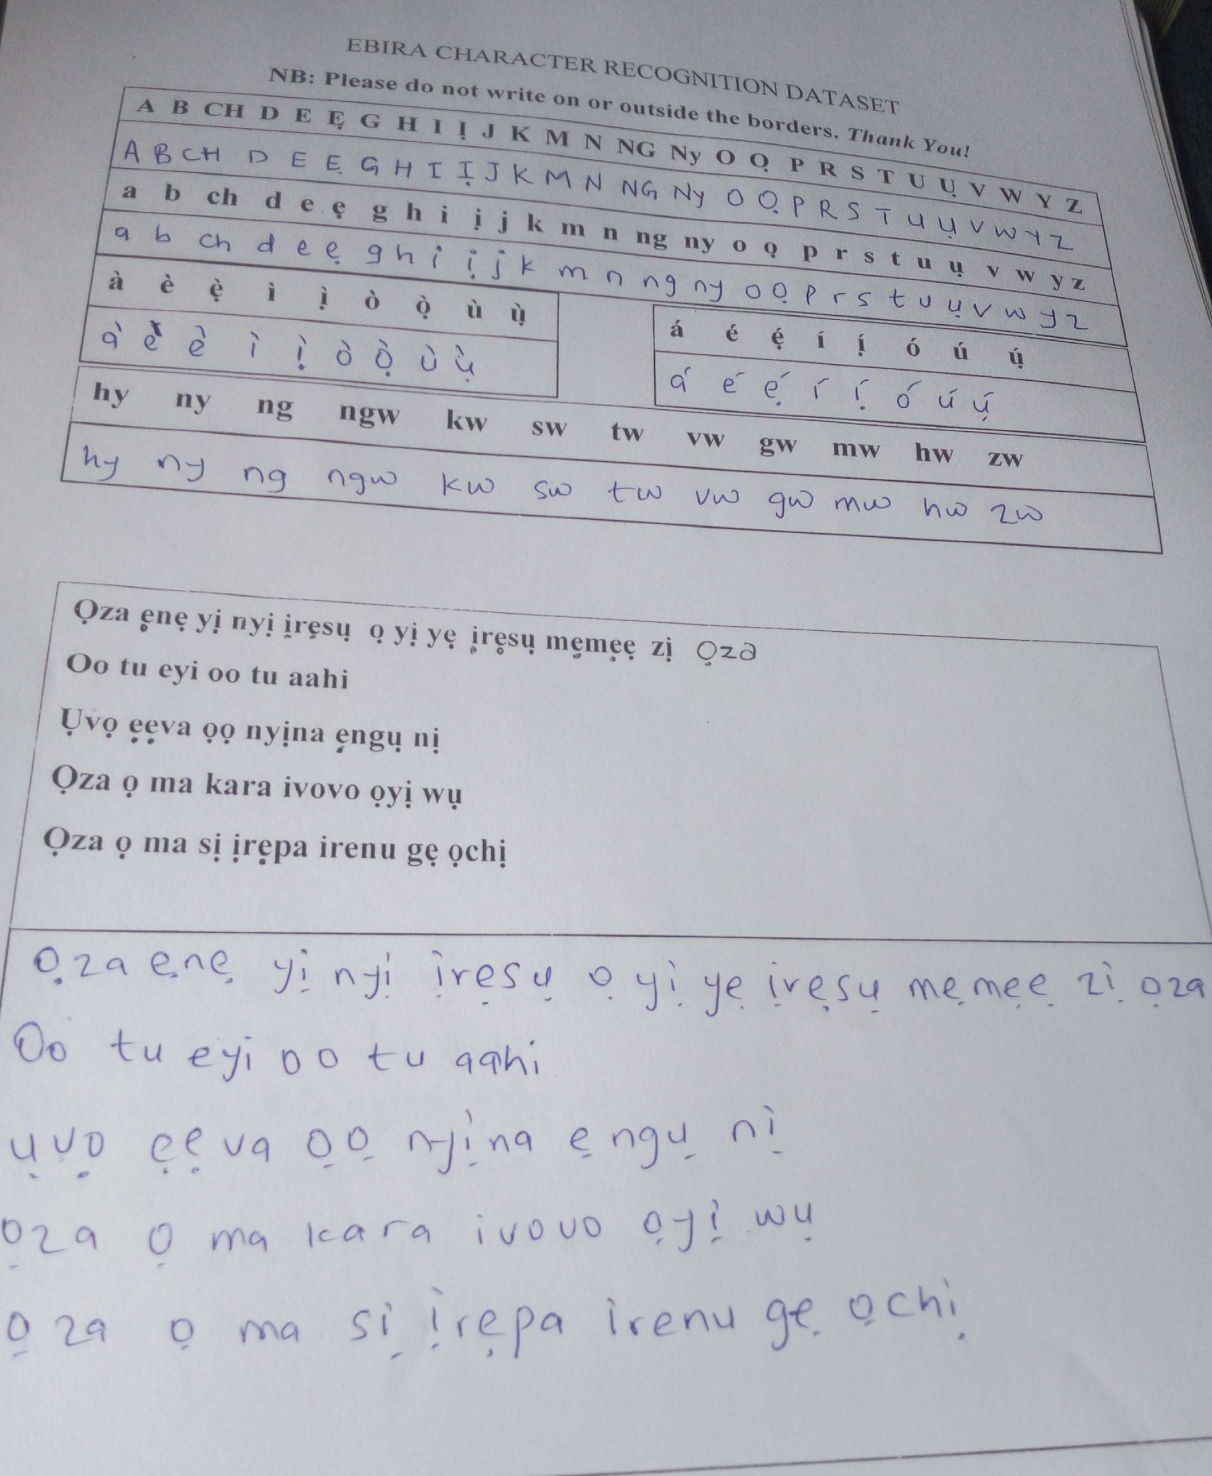 EBIRA CHARACTER RECOGNITION DATASET
NB: Please do not write on or outside the borders. Thank You!
A B CH D E Ẹ G H I Ị J K M N NG Ny O Ọ P R S T U Ụ V W Y Z
A B CH D E Ẹ G H I Ị J K M N NG Ny O Ọ P R S T U Ụ V W Y Z
a b ch d e ẹ g h i ị j k m n ng ny o ọ p r s t u ụ v w y z
a b ch d e ẹ g h i ị j k m n ng ny o ọ p r s t u ụ v w y z
à è ẹ̀ ì ị̀ ò ọ̀ ù ụ̀
à è ẹ̀ ì ị̀ ò ọ̀ ù ụ̀
á é ẹ́ í ị́ ó ú ụ́
á é ẹ́ í ị́ ó ú ụ́
hy ny ng ngw kw sw tw vw gw mw hw zw
hy ny ng ngw kw sw tw vw gw mw hw zw
Ọza ẹnẹ yị nyị ịrẹsụ ọ yị yẹ ịrẹsụ mẹmẹẹ zị Ọza
Oo tu eyi oo tu aahi
Ụvọ ẹẹva ọọ nyịna ẹngụ nị
Ọza ọ ma kara ivovo ọyị wụ
Ọza ọ ma sị ịrẹpa irenu gẹ ọchị
Ọza ẹnẹ yị nyị ịrẹsụ ọ yị yẹ ịrẹsụ mẹmẹẹ zị ọza
Oo tu eyi oo tu aahi
ụvọ ẹẹva ọọ nyịna ẹngụ nị
ọza ọ ma kara ivovo ọyị wụ
ọza ọ ma sị ịrẹpa irenu gẹ ọchị